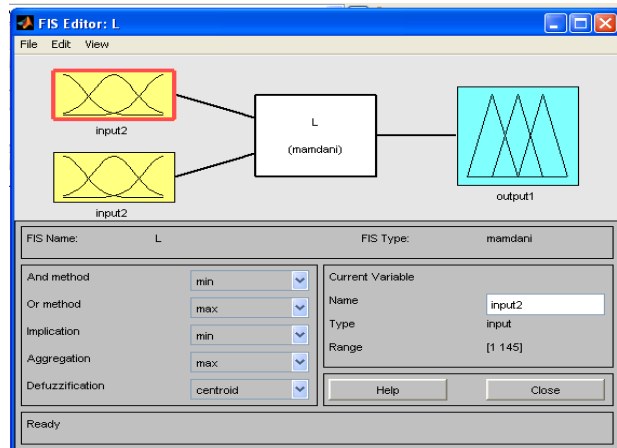 FIS Editor: L
File Edit View
input2
L
(mamdani)
input2
output1
FIS Name: L FIS Type: mamdani
And method min
Or method max
Implication min
Aggregation max
Defuzzification centroid
Current Variable
Name input2
Type input
Range [1 145]
Help Close
Ready